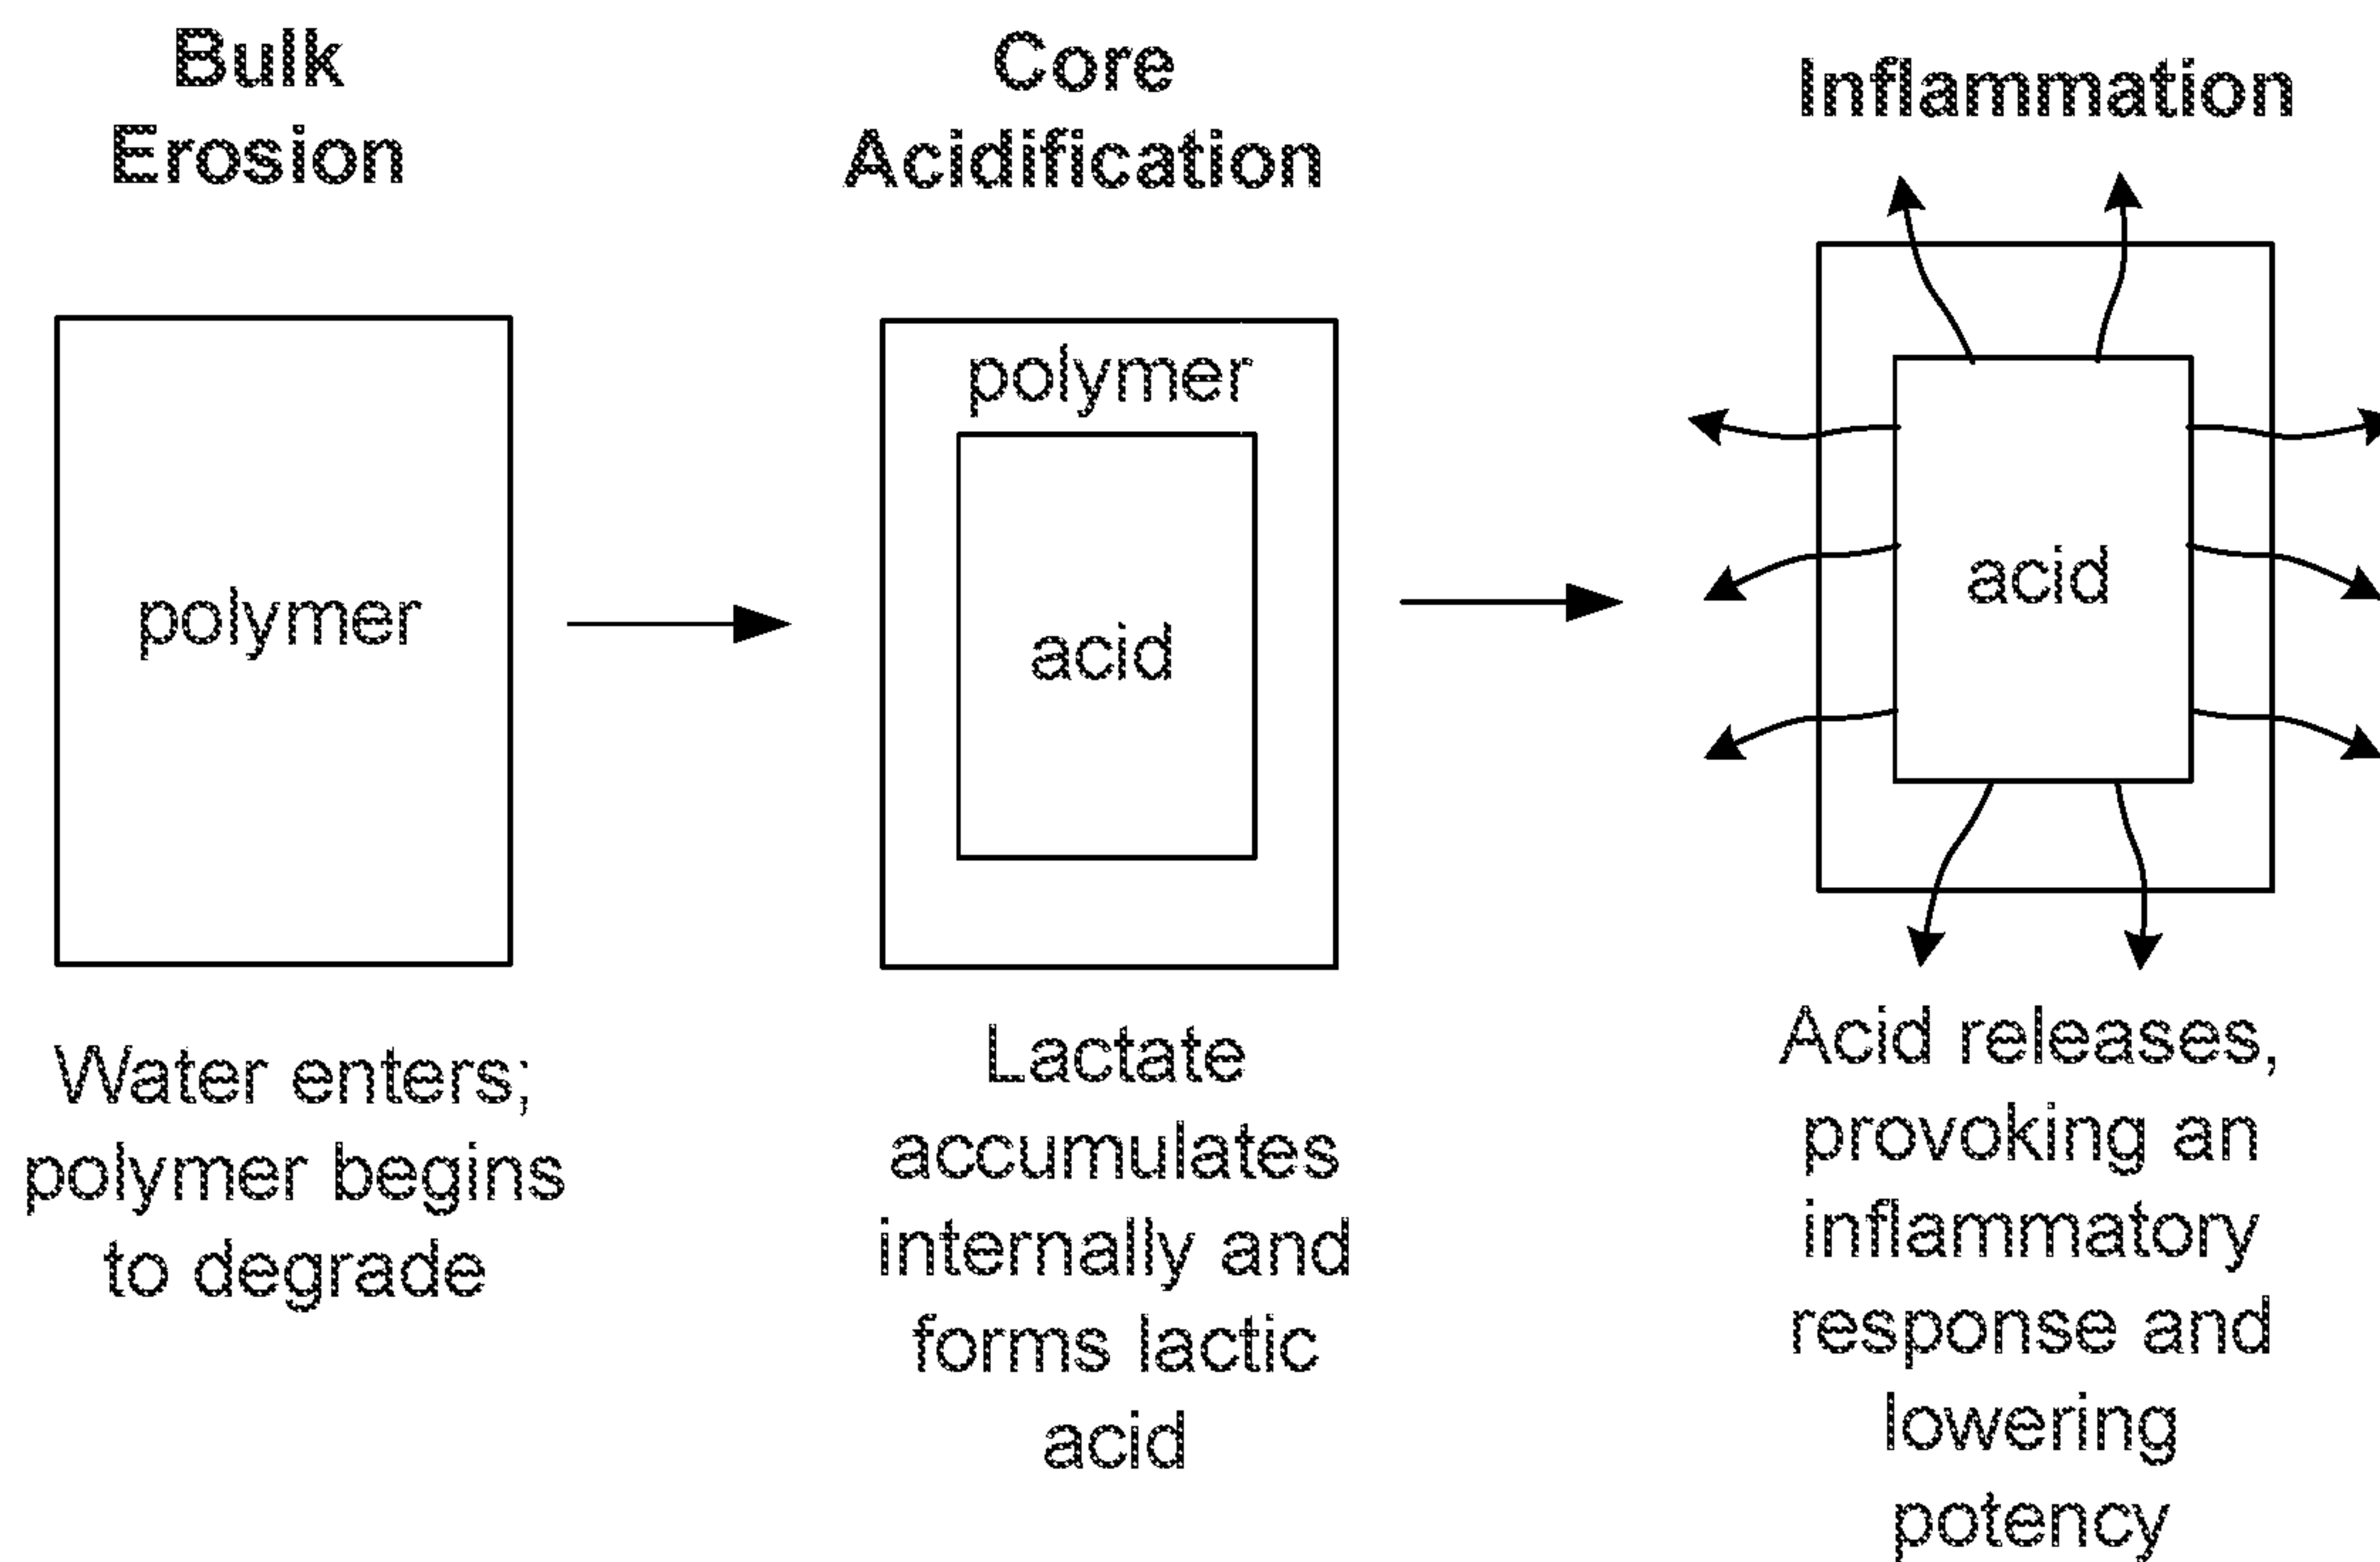 Bulk
Erosion
polymer
Water enters;
polymer begins
to degrade
Core
Acidification
polymer
acid
Lactate
accumulates
internally and
forms lactic
acid
Inflammation
acid
Acid releases,
provoking an
inflammatory
response and
lowering
potency